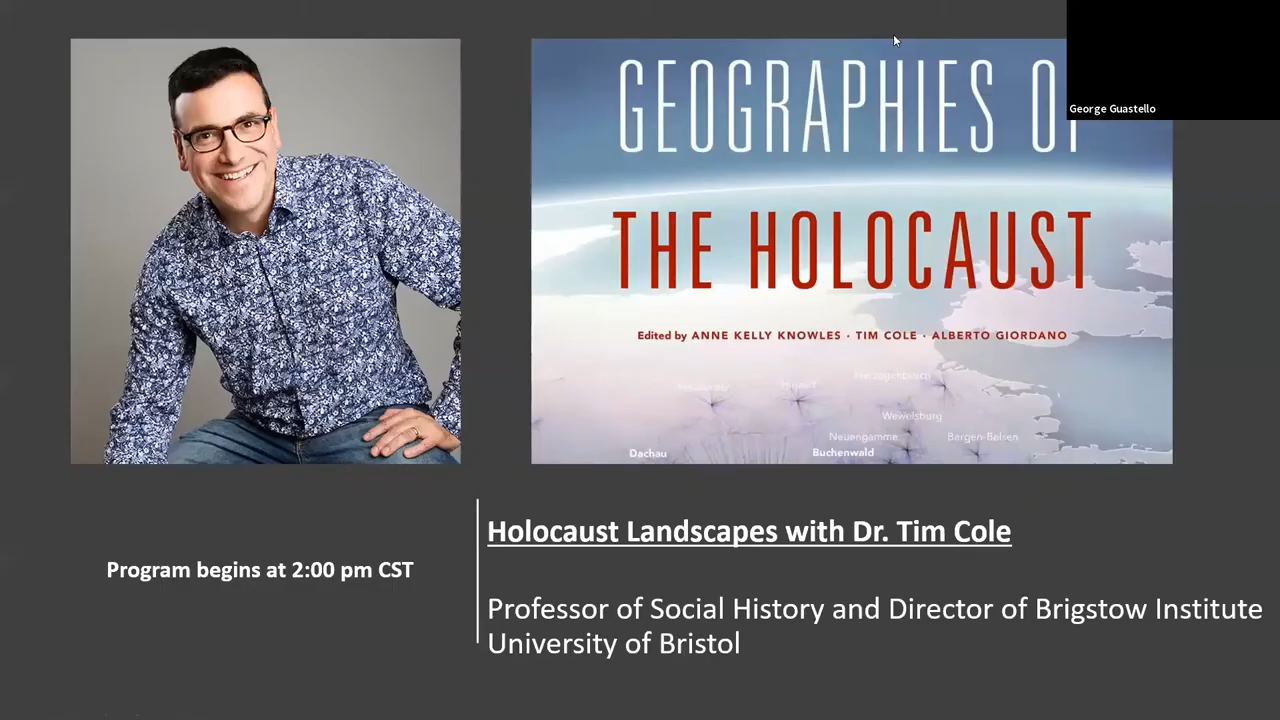 GEOGRAPHIES OF
George Guastello
THE HOLOCAUST
Edited by ANNE KELLY KNOWLES · TIM COLE · ALBERTO GIORDANO
Herzogenbusch
Wewelsburg
Neuengamme
Bergen-Belsen
Dachau
Buchenwald
Holocaust Landscapes with Dr. Tim Cole
Program begins at 2:00 pm CST
Professor of Social History and Director of Brigstow Institute
University of Bristol